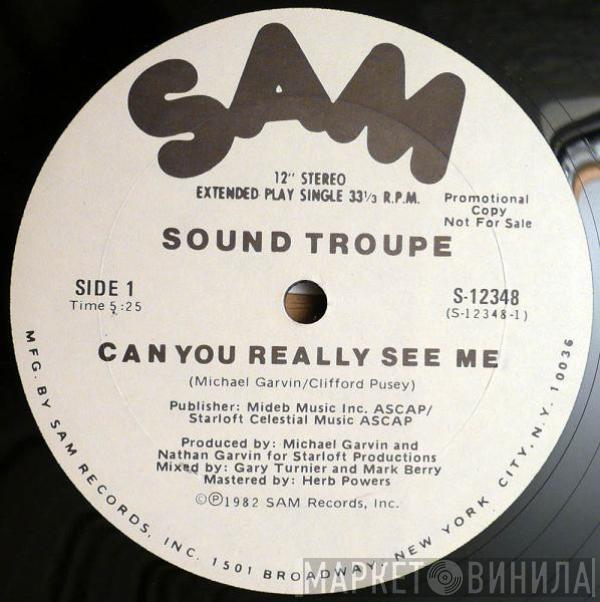 SAM
12" STEREO
EXTENDED PLAY SINGLE 33⅓ R.P.M.
Promotional
Copy
Not For Sale
SOUND TROUPE
SIDE 1
Time 5:25
S-12348
(S-12348-1)
CAN YOU REALLY SEE ME
(Michael Garvin/Clifford Pusey)
Publisher: Mideb Music Inc. ASCAP/
Starloft Celestial Music ASCAP
Produced by: Michael Garvin and
Nathan Garvin for Starloft Productions
Mixed by: Gary Turnier and Mark Berry
Mastered by: Herb Powers
©℗1982 SAM Records, Inc.
MFG. BY SAM RECORDS, INC. 1501 BROADWAY, NEW YORK CITY, N.Y. 10036
МАРКЕТ ВИНИЛА